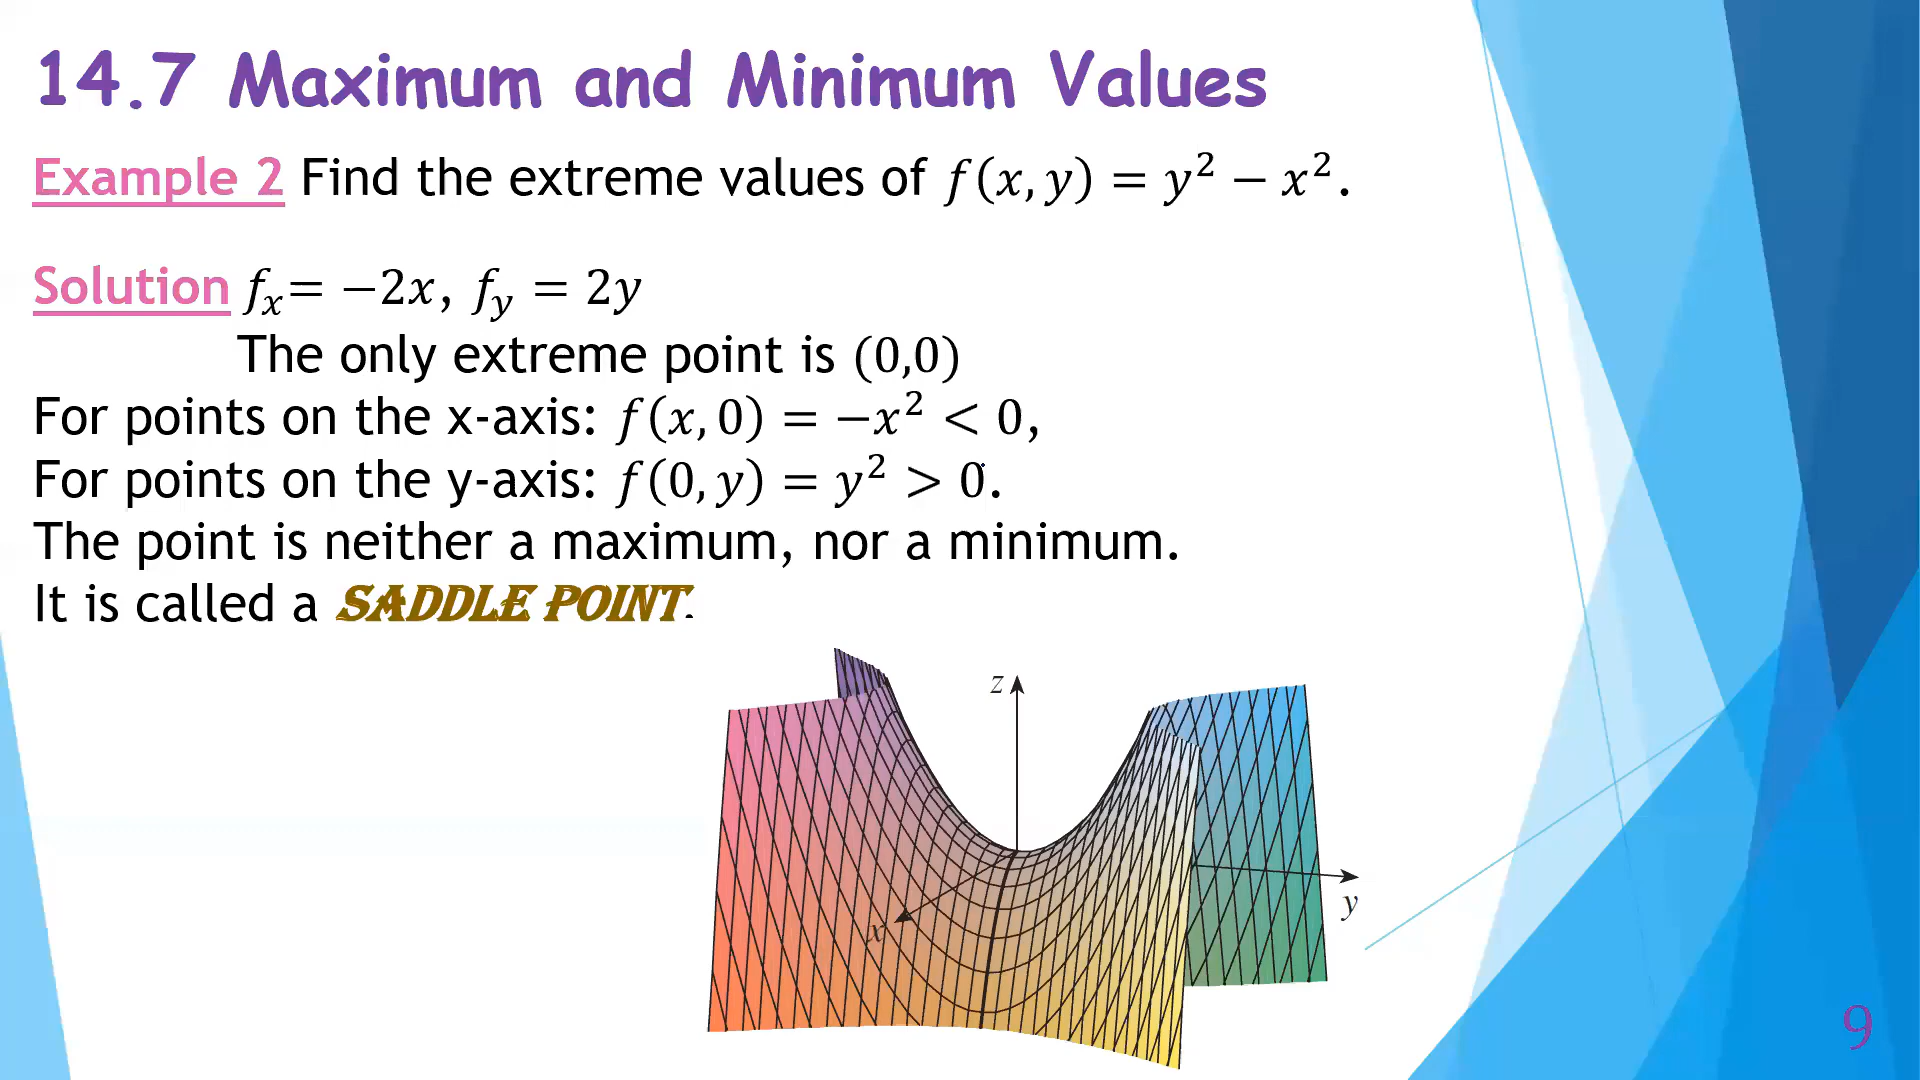 14.7 Maximum and Minimum Values
Example 2 Find the extreme values of f(x, y) = y² − x².
Solution fₓ= −2x, f_y = 2y
The only extreme point is (0,0)
For points on the x-axis: f(x, 0) = −x² < 0,
For points on the y-axis: f(0, y) = y² > 0.
The point is neither a maximum, nor a minimum.
It is called a SADDLE POINT.
z
x
y
9